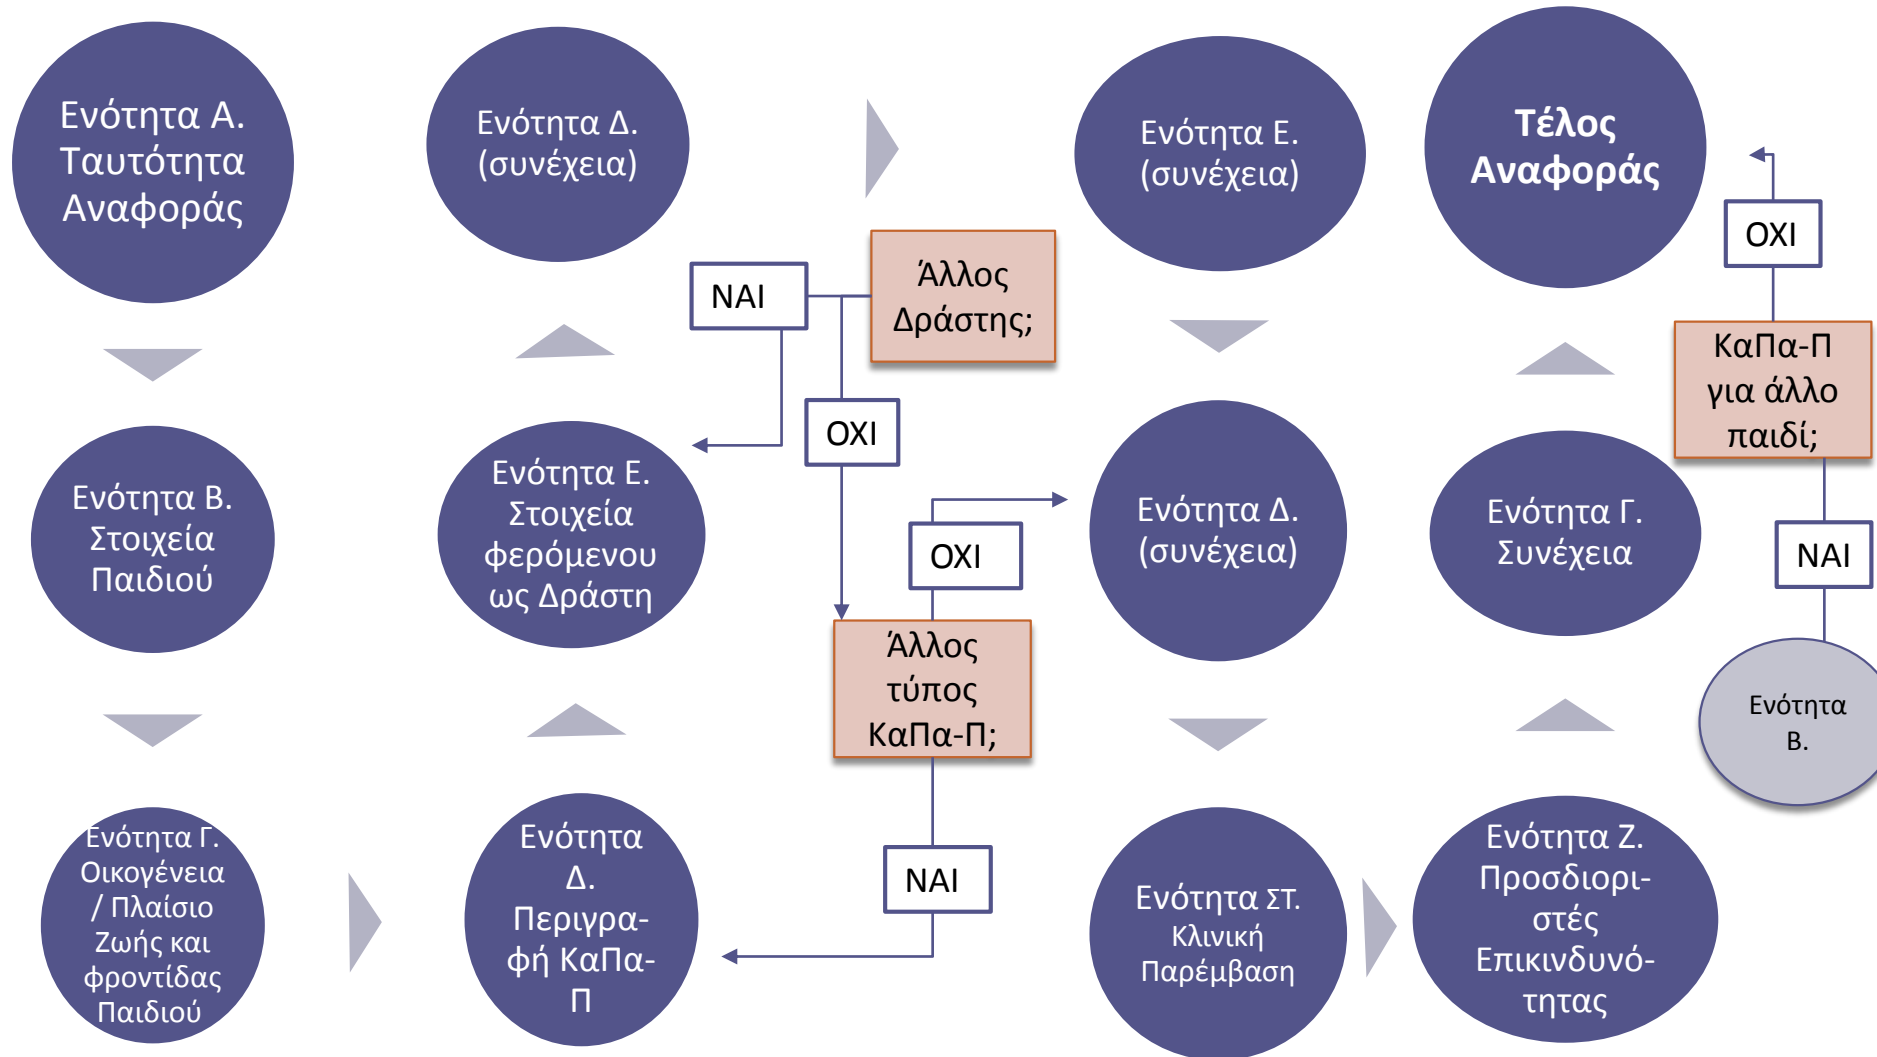 Ενότητα Α.
Ταυτότητα
Αναφοράς
Ενότητα Β.
Στοιχεία
Παιδιού
Ενότητα Γ.
Οικογένεια
/ Πλαίσιο
Ζωής και
φροντίδας
Παιδιού
Ενότητα
Δ.
Περιγρα-
φή ΚαΠα-
Π
Ενότητα Ε.
Στοιχεία
φερόμενου
ως Δράστη
Ενότητα Δ.
(συνέχεια)
Άλλος
Δράστης;
ΝΑΙ
ΟΧΙ
Άλλος
τύπος
ΚαΠα-Π;
ΟΧΙ
ΝΑΙ
Ενότητα Ε.
(συνέχεια)
Ενότητα Δ.
(συνέχεια)
Ενότητα ΣΤ.
Κλινική
Παρέμβαση
Ενότητα Ζ.
Προσδιορι-
στές
Επικινδυνό-
τητας
Ενότητα Γ.
Συνέχεια
Τέλος
Αναφοράς
ΟΧΙ
ΚαΠα-Π
για άλλο
παιδί;
ΝΑΙ
Ενότητα
Β.